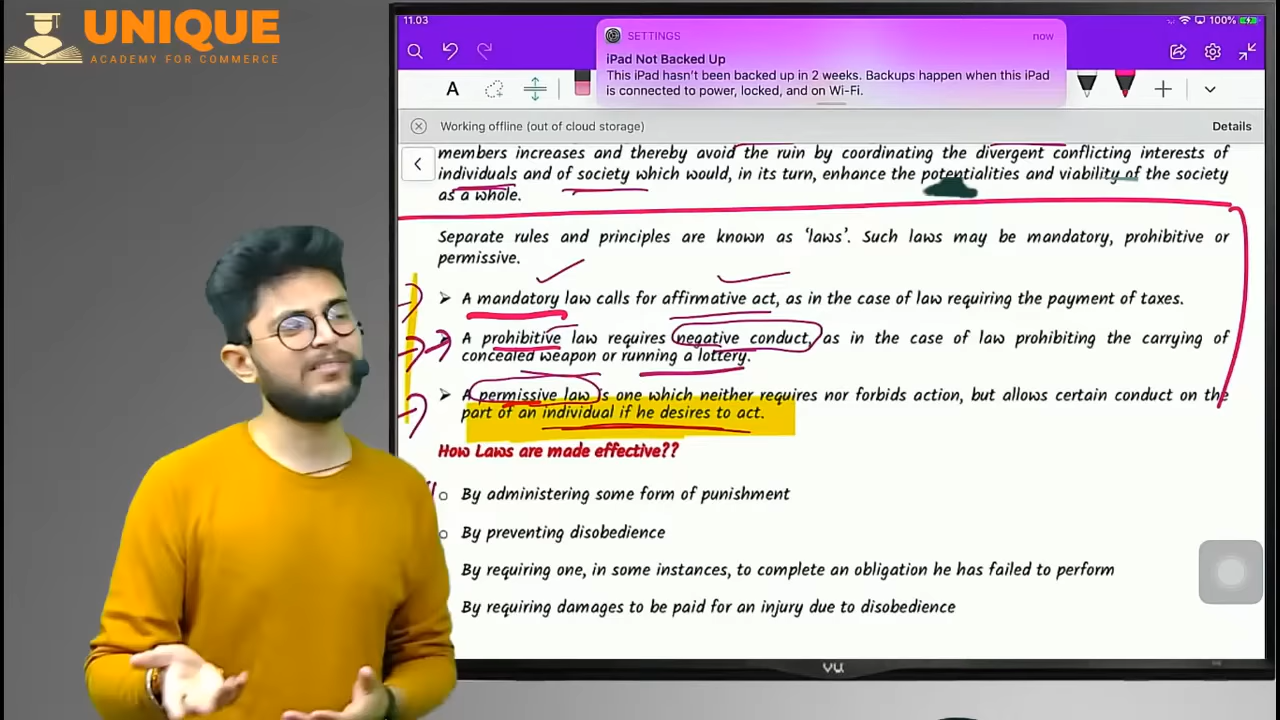 UNIQUE
ACADEMY FOR COMMERCE
11.03
100%
SETTINGS
now
iPad Not Backed Up
This iPad hasn't been backed up in 2 weeks. Backups happen when this iPad
is connected to power, locked, and on Wi-Fi.
A
Working offline (out of cloud storage)
Details
members increases and thereby avoid the ruin by coordinating the divergent conflicting interests of
individuals and of society which would, in its turn, enhance the potentialities and viability of the society
as a whole.
Separate rules and principles are known as 'laws'. Such laws may be mandatory, prohibitive or
permissive.
➢ A mandatory law calls for affirmative act, as in the case of law requiring the payment of taxes.
➢ A prohibitive law requires negative conduct, as in the case of law prohibiting the carrying of
concealed weapon or running a lottery.
➢ A permissive law is one which neither requires nor forbids action, but allows certain conduct on the
part of an individual if he desires to act.
How Laws are made effective??
o By administering some form of punishment
o By preventing disobedience
By requiring one, in some instances, to complete an obligation he has failed to perform
By requiring damages to be paid for an injury due to disobedience
vu